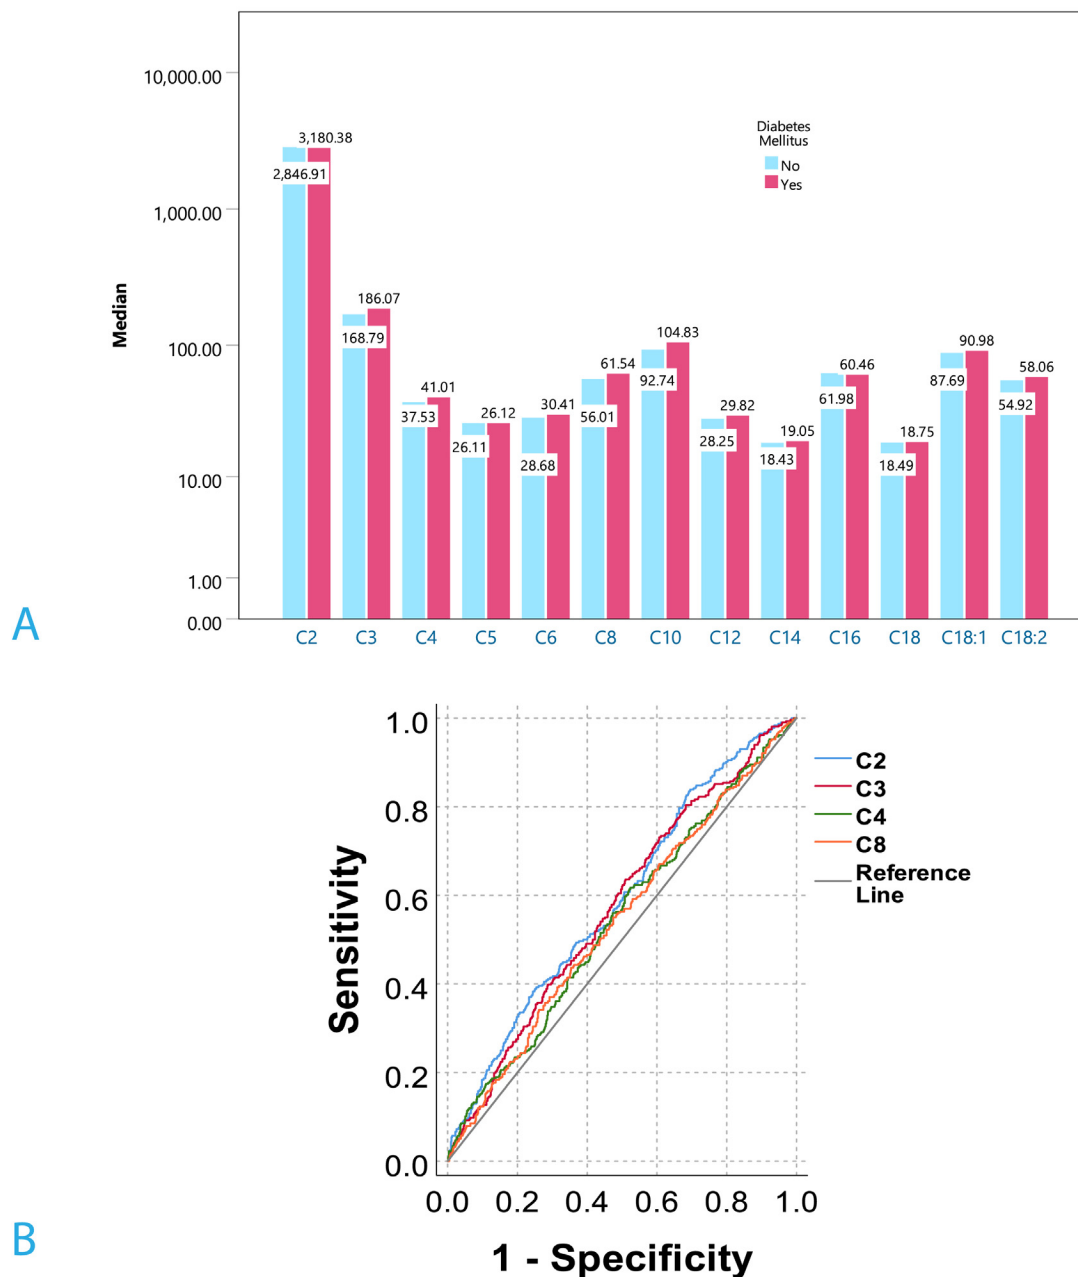 10,000.00
1,000.00
100.00
10.00
1.00
0.00
Median
Diabetes
Mellitus
No
Yes
3,180.38
2,846.91
186.07
168.79
41.01
37.53
26.12
26.11
30.41
28.68
61.54
56.01
104.83
92.74
29.82
28.25
19.05
18.43
60.46
61.98
18.75
18.49
90.98
87.69
58.06
54.92
C2 C3 C4 C5 C6 C8 C10 C12 C14 C16 C18 C18:1 C18:2
A
1.0
0.8
0.6
0.4
0.2
0.0
Sensitivity
C2
C3
C4
C8
Reference
Line
0.0 0.2 0.4 0.6 0.8 1.0
1 - Specificity
B